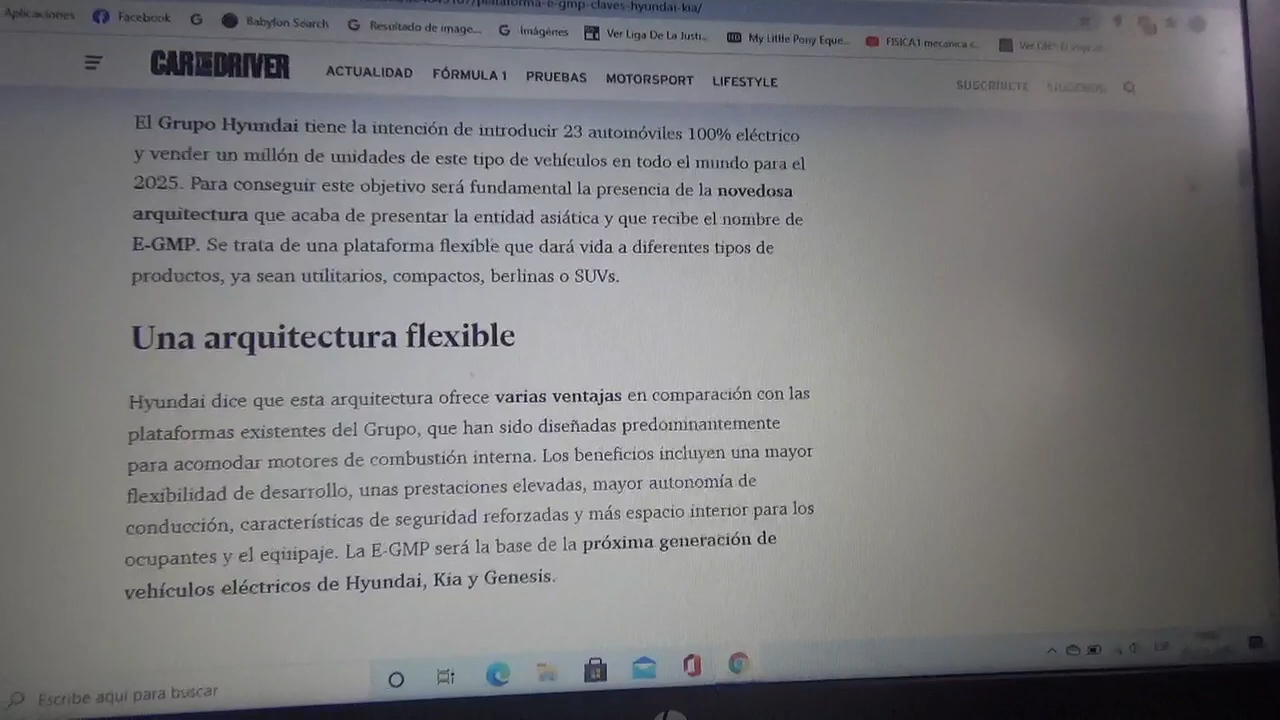 plataforma-e-gmp-claves-hyundai-kia/
Aplicaciones Facebook Babylon Search Resultado de image... Imágenes Ver Liga De La Justi... My Little Pony Eque... FISICA1 mecanica c...
CAR AND DRIVER ACTUALIDAD FÓRMULA 1 PRUEBAS MOTORSPORT LIFESTYLE SUSCRÍBETE
El Grupo Hyundai tiene la intención de introducir 23 automóviles 100% eléctrico
y vender un millón de unidades de este tipo de vehículos en todo el mundo para el
2025. Para conseguir este objetivo será fundamental la presencia de la novedosa
arquitectura que acaba de presentar la entidad asiática y que recibe el nombre de
E-GMP. Se trata de una plataforma flexible que dará vida a diferentes tipos de
productos, ya sean utilitarios, compactos, berlinas o SUVs.
Una arquitectura flexible
Hyundai dice que esta arquitectura ofrece varias ventajas en comparación con las
plataformas existentes del Grupo, que han sido diseñadas predominantemente
para acomodar motores de combustión interna. Los beneficios incluyen una mayor
flexibilidad de desarrollo, unas prestaciones elevadas, mayor autonomía de
conducción, características de seguridad reforzadas y más espacio interior para los
ocupantes y el equipaje. La E-GMP será la base de la próxima generación de
vehículos eléctricos de Hyundai, Kia y Genesis.
Escribe aquí para buscar